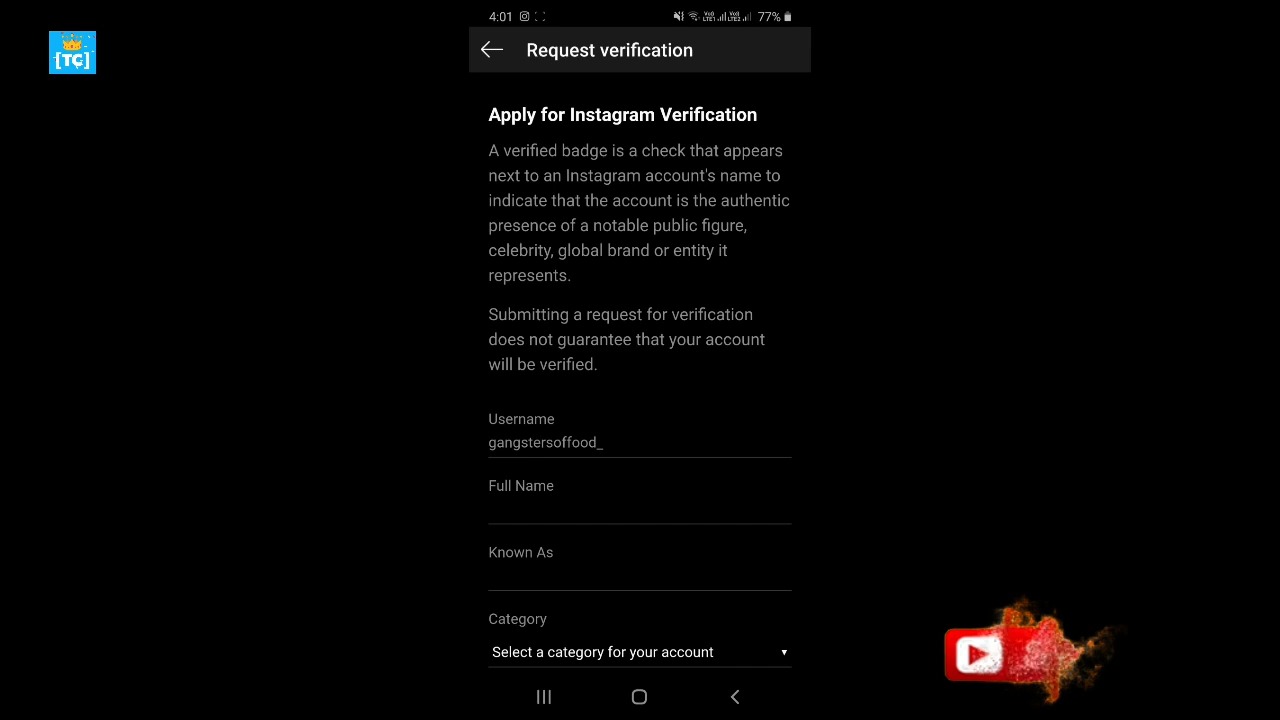 4:01
77%
[TC]
Request verification
Apply for Instagram Verification
A verified badge is a check that appears
next to an Instagram account's name to
indicate that the account is the authentic
presence of a notable public figure,
celebrity, global brand or entity it
represents.
Submitting a request for verification
does not guarantee that your account
will be verified.
Username
gangstersoffood_
Full Name
Known As
Category
Select a category for your account